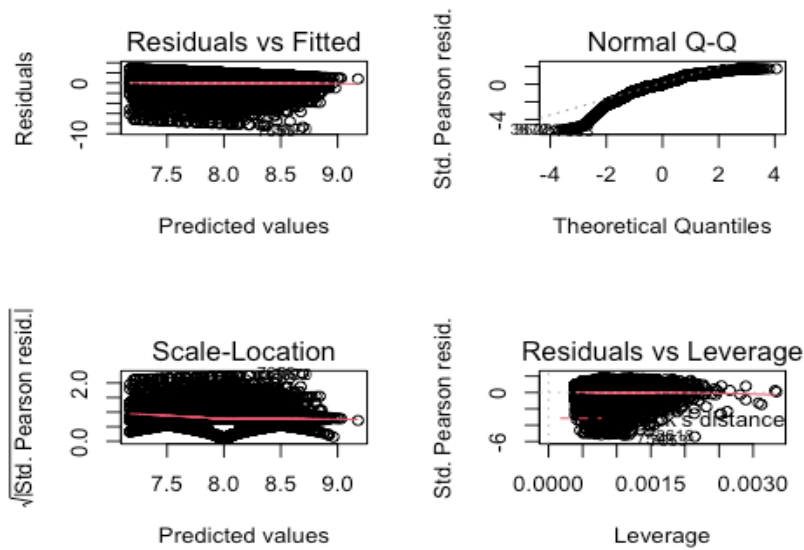 Residuals vs Fitted
Residuals
0
-10
7.5 8.0 8.5 9.0
Predicted values
Normal Q-Q
Std. Pearson resid.
0
-4
-4 -2 0 2 4
Theoretical Quantiles
Scale-Location
√|Std. Pearson resid.|
2.0
0.0
7.5 8.0 8.5 9.0
Predicted values
Residuals vs Leverage
Std. Pearson resid.
0
-6
k's distance
0.0000 0.0015 0.0030
Leverage